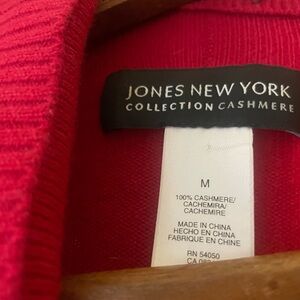 JONES NEW YORK
COLLECTION CASHMERE
M
100% CASHMERE/
CACHEMIRA/
CACHEMIRE
MADE IN CHINA
HECHO EN CHINA
FABRIQUE EN CHINE
RN 54050
CA